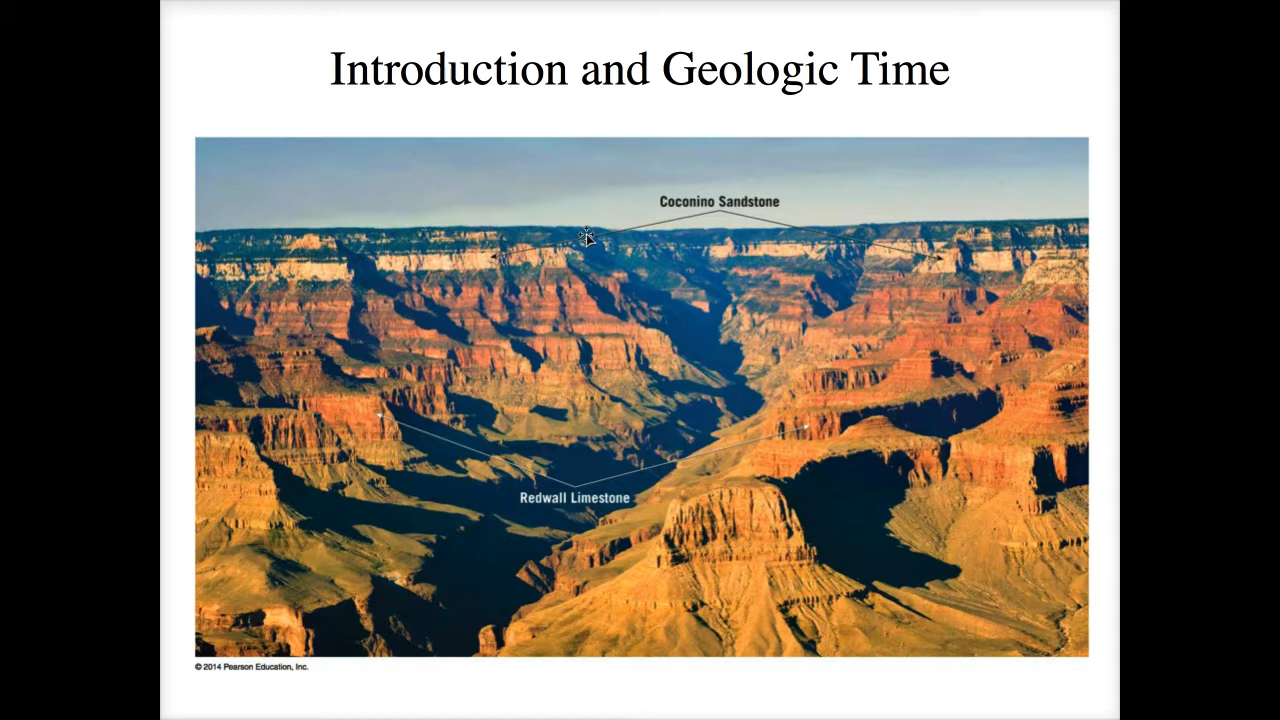 Introduction and Geologic Time
Coconino Sandstone
Redwall Limestone
© 2014 Pearson Education, Inc.